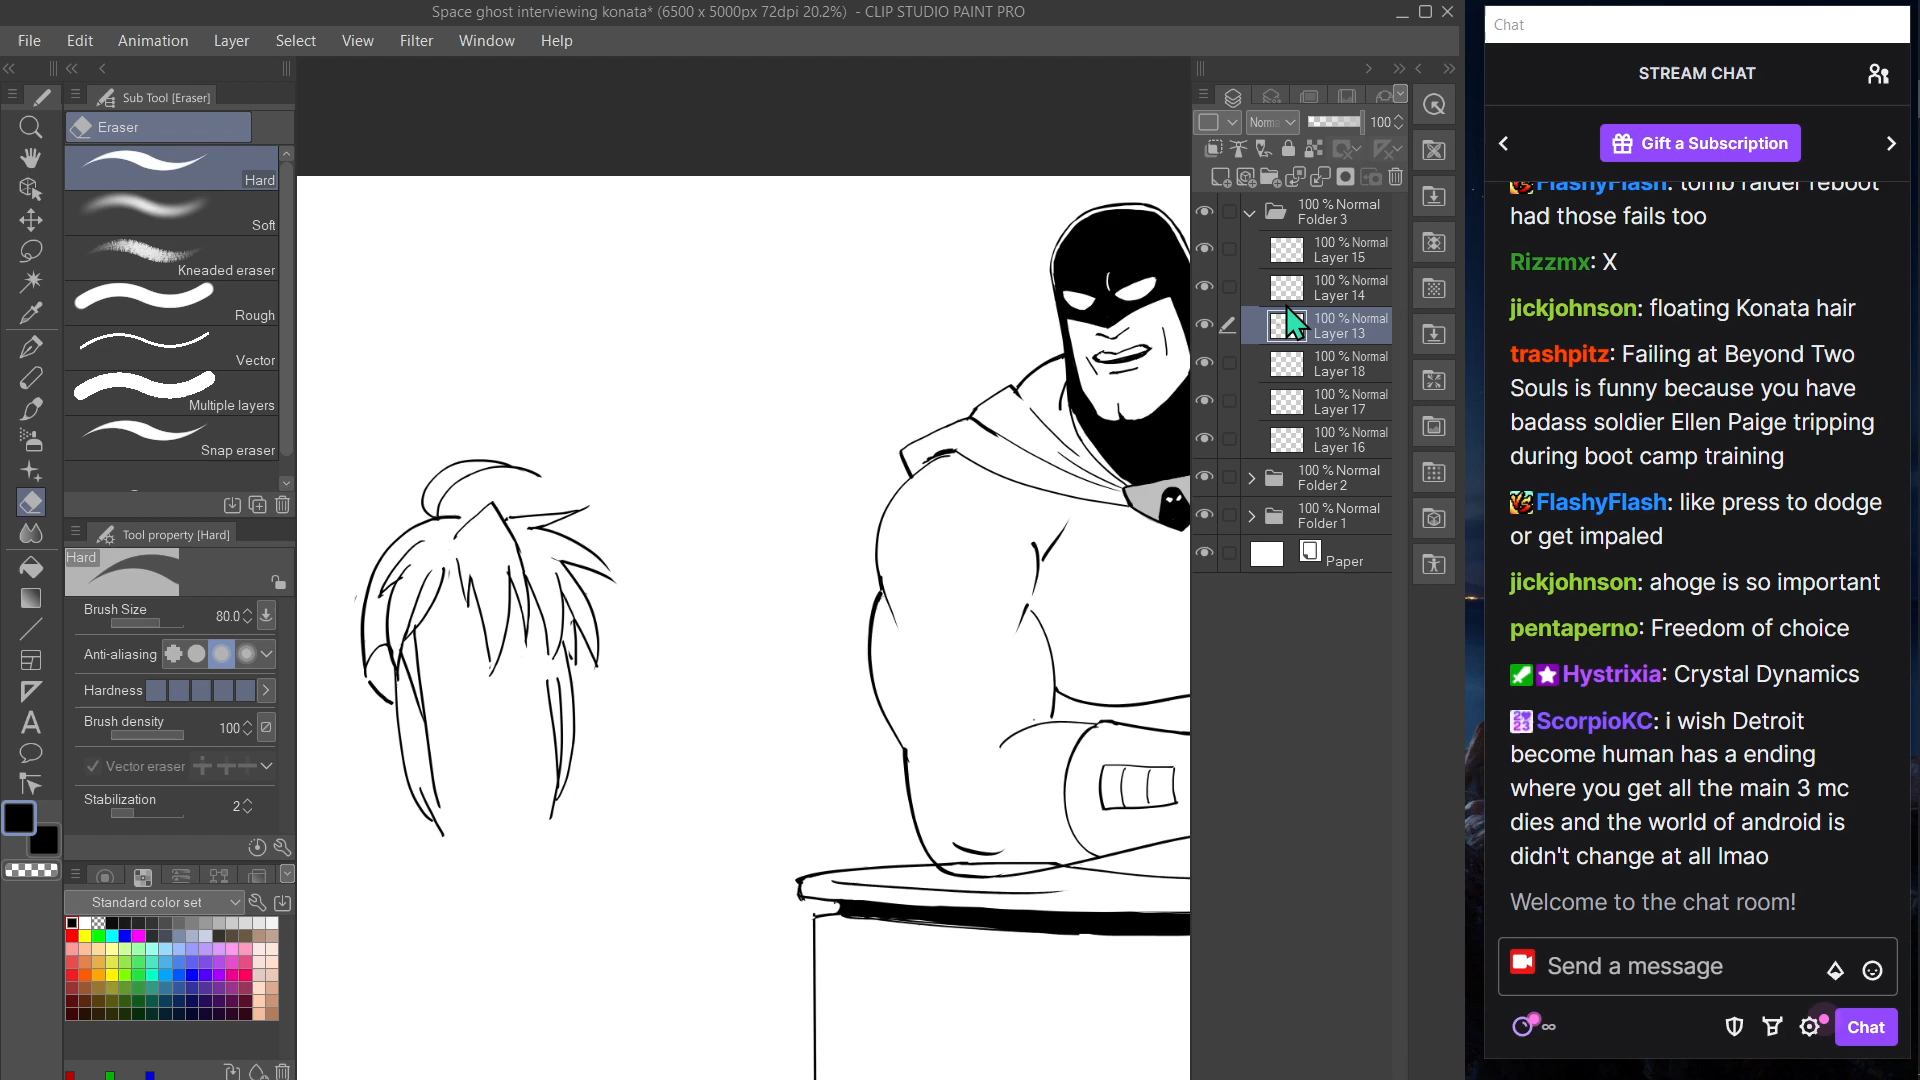 Space ghost interviewing konata* (6500 x 5000px 72dpi 20.2%) - CLIP STUDIO PAINT PRO
File Edit Animation Layer Select View Filter Window Help
Sub Tool [Eraser]
Eraser
Hard
Soft
Kneaded eraser
Rough
Vector
Multiple layers
Snap eraser
Tool property [Hard]
Hard
Brush Size 80.0
Anti-aliasing
Hardness
Brush density 100
Vector eraser
Stabilization 2
Standard color set
Norma 100
100 % Normal
Folder 3
100 % Normal
Layer 15
100 % Normal
Layer 14
100 % Normal
Layer 13
100 % Normal
Layer 18
100 % Normal
Layer 17
100 % Normal
Layer 16
100 % Normal
Folder 2
100 % Normal
Folder 1
Paper
Chat
STREAM CHAT
Gift a Subscription
FlashyFlash: tomb raider reboot
had those fails too
Rizzmx: X
jickjohnson: floating Konata hair
trashpitz: Failing at Beyond Two
Souls is funny because you have
badass soldier Ellen Paige tripping
during boot camp training
FlashyFlash: like press to dodge
or get impaled
jickjohnson: ahoge is so important
pentaperno: Freedom of choice
Hystrixia: Crystal Dynamics
ScorpioKC: i wish Detroit
become human has a ending
where you get all the main 3 mc
dies and the world of android is
didn't change at all lmao
Welcome to the chat room!
Send a message
∞
Chat